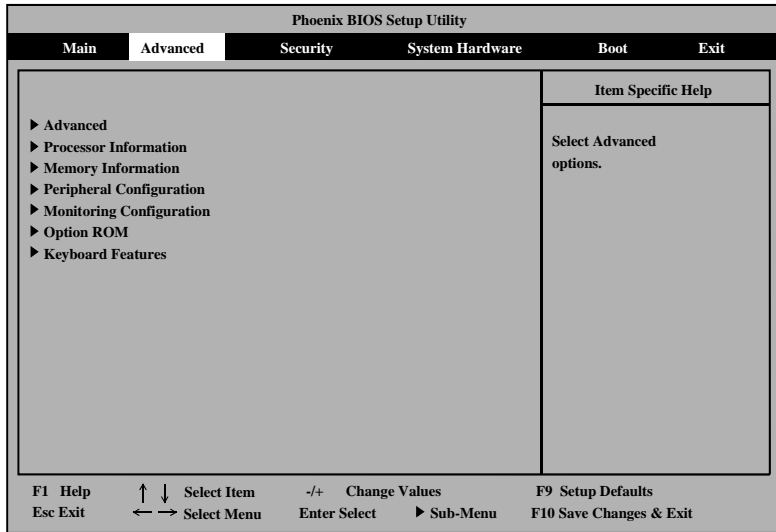 Phoenix BIOS Setup Utility
Main Advanced Security System Hardware Boot Exit
Item Specific Help
▶ Advanced
▶ Processor Information
▶ Memory Information
▶ Peripheral Configuration
▶ Monitoring Configuration
▶ Option ROM
▶ Keyboard Features
Select Advanced
options.
F1 Help ↑ ↓ Select Item -/+ Change Values F9 Setup Defaults
Esc Exit ← → Select Menu Enter Select ▶ Sub-Menu F10 Save Changes & Exit